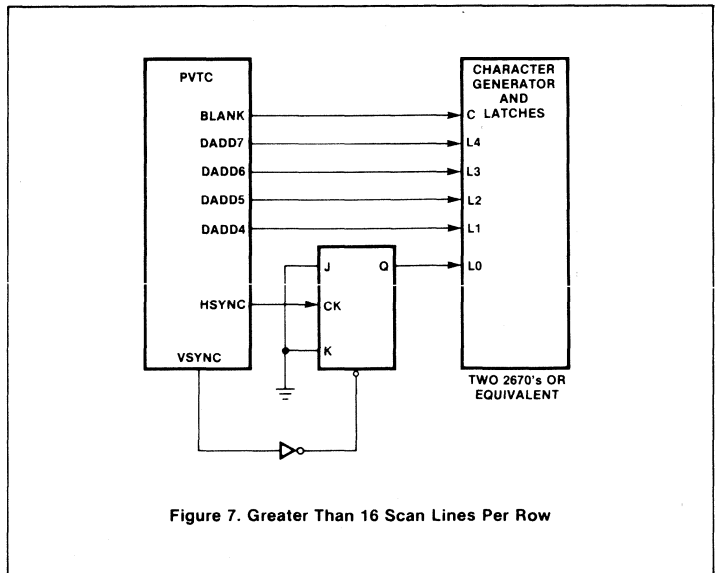 PVTC
BLANK
DADD7
DADD6
DADD5
DADD4
HSYNC
VSYNC
J
Q
CK
K
CHARACTER
GENERATOR
AND
LATCHES
C
L4
L3
L2
L1
L0
TWO 2670's OR
EQUIVALENT
Figure 7. Greater Than 16 Scan Lines Per Row